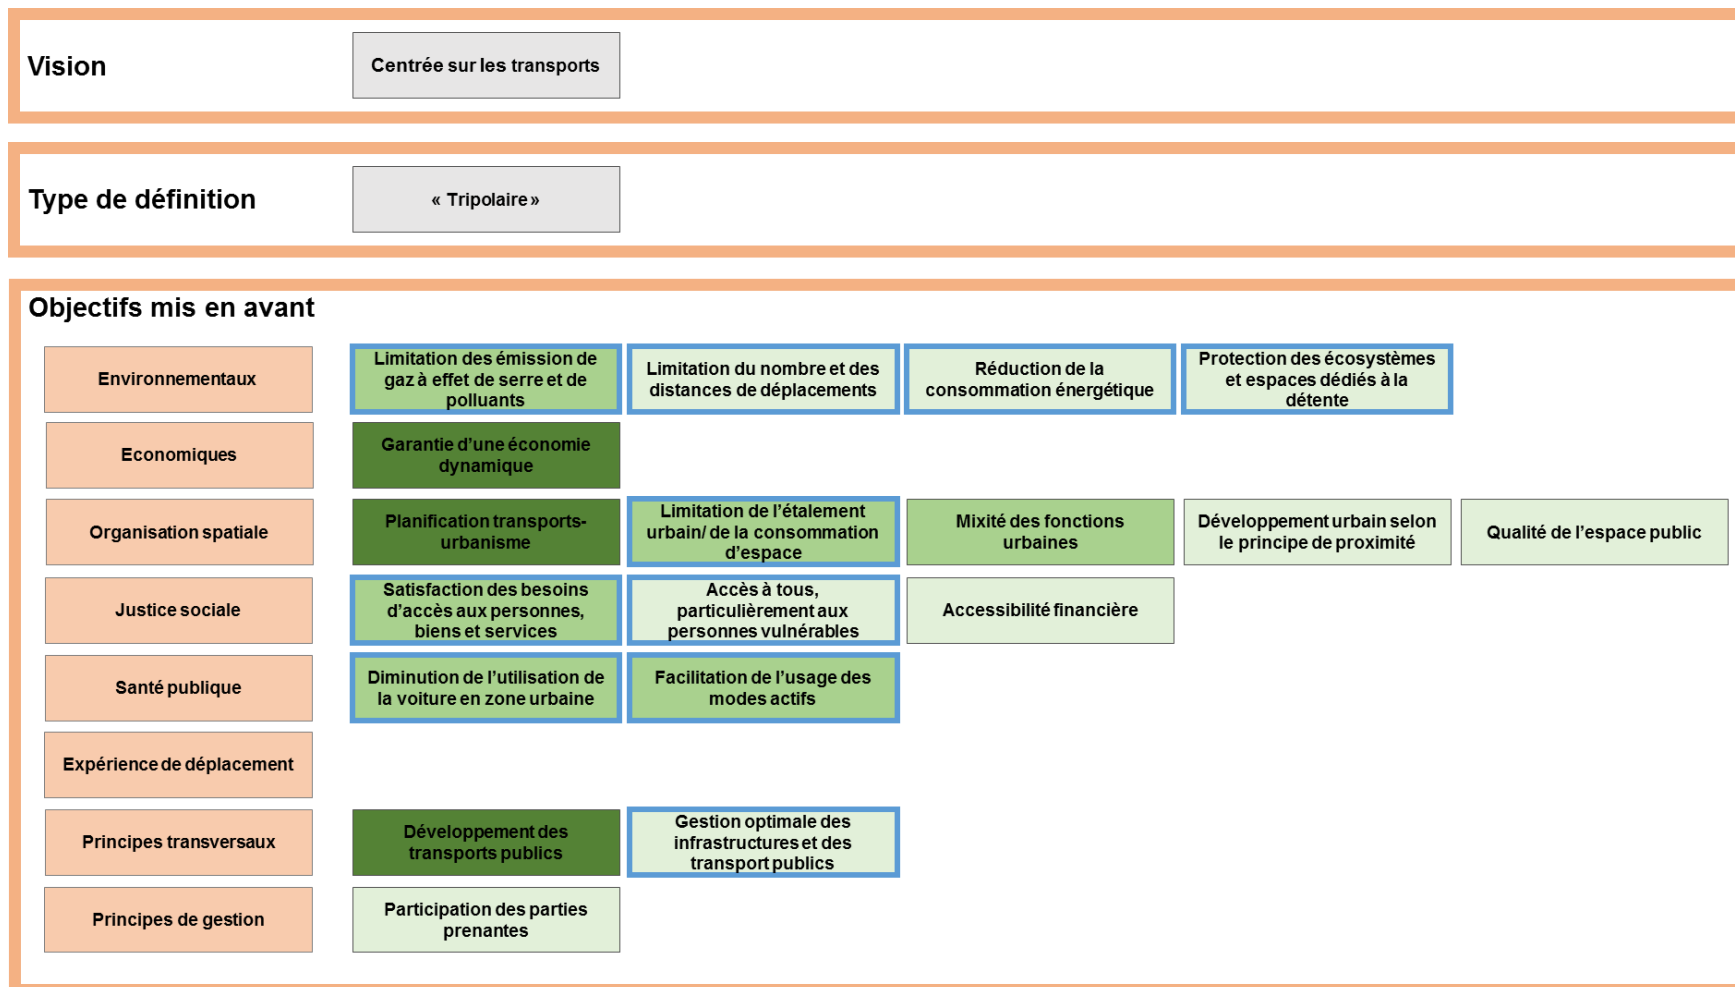 Vision
Centrée sur les transports
Type de définition
« Tripolaire »
Objectifs mis en avant
Environnementaux
Limitation des émission de
gaz à effet de serre et de
polluants
Limitation du nombre et des
distances de déplacements
Réduction de la
consommation énergétique
Protection des écosystèmes
et espaces dédiés à la
détente
Economiques
Garantie d'une économie
dynamique
Organisation spatiale
Planification transports-
urbanisme
Limitation de l'étalement
urbain/ de la consommation
d'espace
Mixité des fonctions
urbaines
Développement urbain selon
le principe de proximité
Qualité de l'espace public
Justice sociale
Satisfaction des besoins
d'accès aux personnes,
biens et services
Accès à tous,
particulièrement aux
personnes vulnérables
Accessibilité financière
Santé publique
Diminution de l'utilisation de
la voiture en zone urbaine
Facilitation de l'usage des
modes actifs
Expérience de déplacement
Principes transversaux
Développement des
transports publics
Gestion optimale des
infrastructures et des
transport publics
Principes de gestion
Participation des parties
prenantes